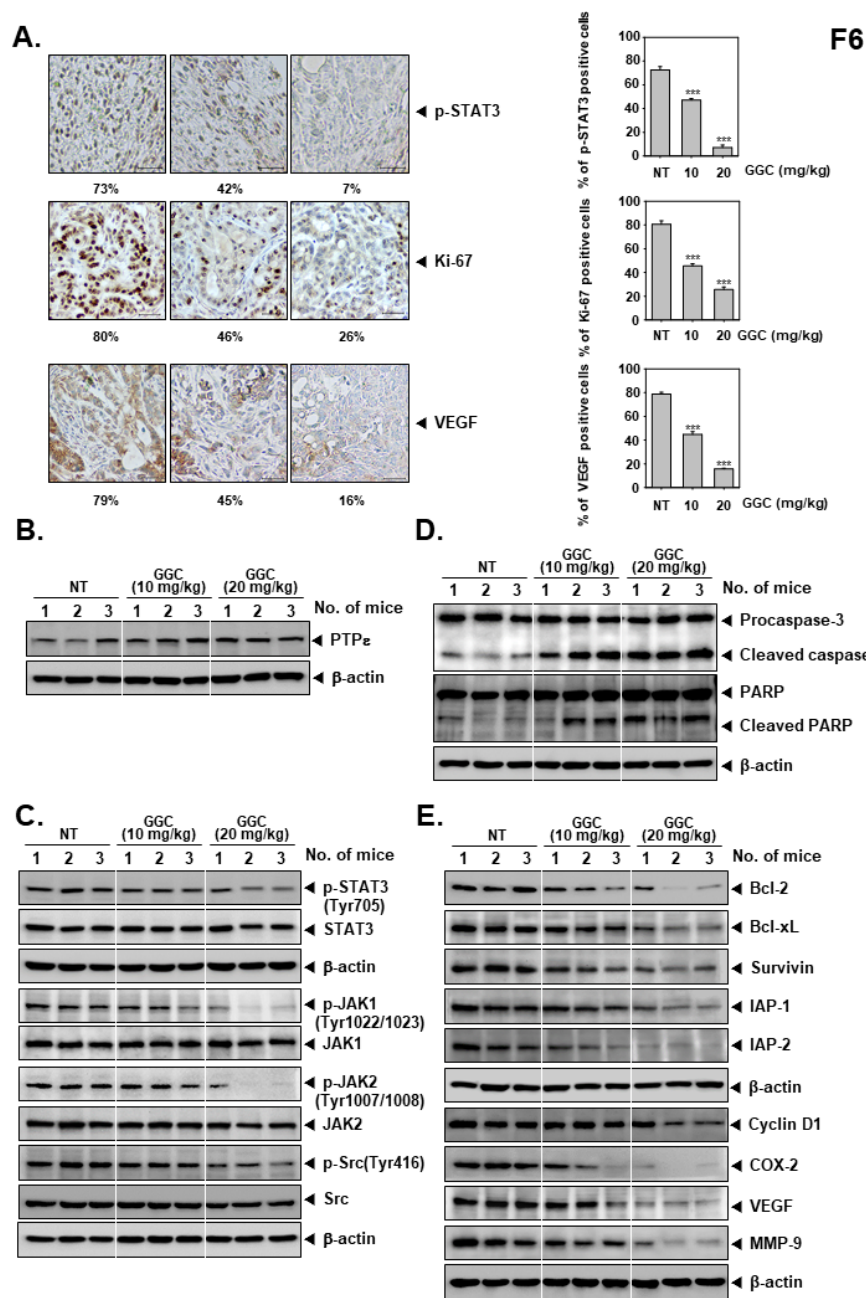 A.
F6
p-STAT3
73%
42%
7%
Ki-67
80%
46%
26%
VEGF
79%
45%
16%
% of p-STAT3 positive cells
100
80
60
40
20
0
***
***
NT
10
20
GGC (mg/kg)
% of Ki-67 positive cells
100
80
60
40
20
0
***
***
NT
10
20
GGC (mg/kg)
% of VEGF positive cells
100
80
60
40
20
0
***
***
NT
10
20
GGC (mg/kg)
B.
NT
GGC
(10 mg/kg)
GGC
(20 mg/kg)
1 2 3 1 2 3 1 2 3
No. of mice
PTPε
β-actin
D.
NT
GGC
(10 mg/kg)
GGC
(20 mg/kg)
1 2 3 1 2 3 1 2 3
No. of mice
Procaspase-3
Cleaved caspase
PARP
Cleaved PARP
β-actin
C.
NT
GGC
(10 mg/kg)
GGC
(20 mg/kg)
1 2 3 1 2 3 1 2 3
No. of mice
p-STAT3
(Tyr705)
STAT3
β-actin
p-JAK1
(Tyr1022/1023)
JAK1
p-JAK2
(Tyr1007/1008)
JAK2
p-Src(Tyr416)
Src
β-actin
E.
NT
GGC
(10 mg/kg)
GGC
(20 mg/kg)
1 2 3 1 2 3 1 2 3
No. of mice
Bcl-2
Bcl-xL
Survivin
IAP-1
IAP-2
β-actin
Cyclin D1
COX-2
VEGF
MMP-9
β-actin